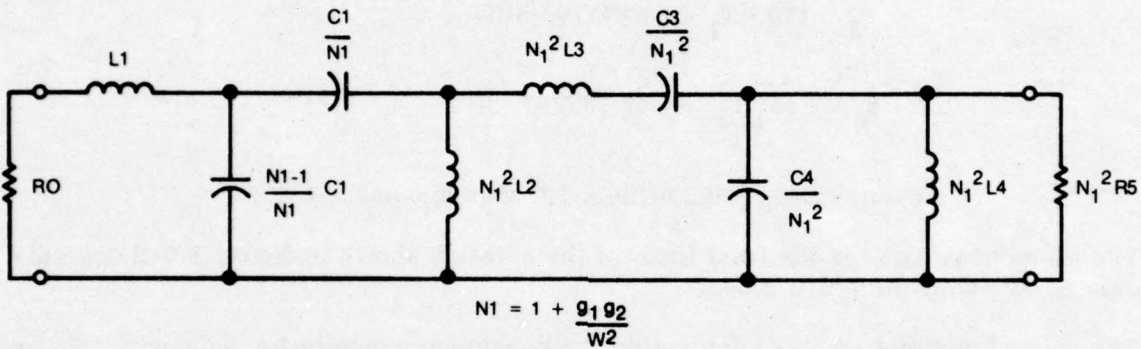 L1
C1
N1
N₁² L3
C3
N₁²
RO
N1-1
N1
C1
N₁² L2
C4
N₁²
N₁² L4
N₁² R5
N1 = 1 + g₁ g₂
W²